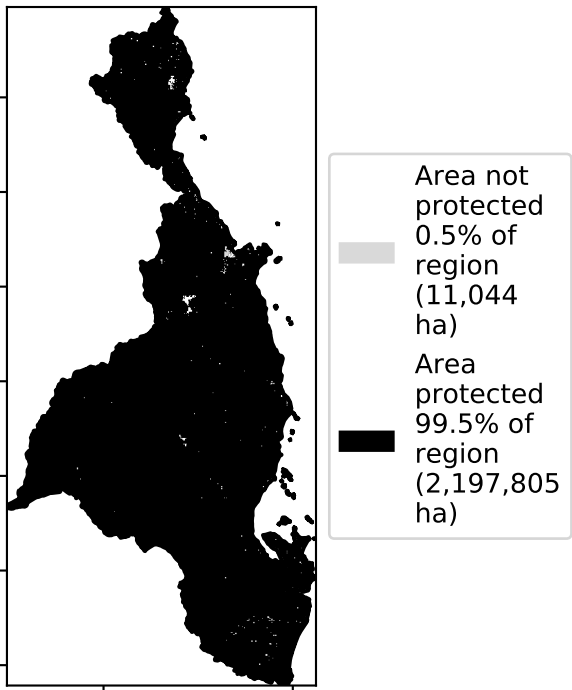 Area not
protected
0.5% of
region
(11,044
ha)
Area
protected
99.5% of
region
(2,197,805
ha)